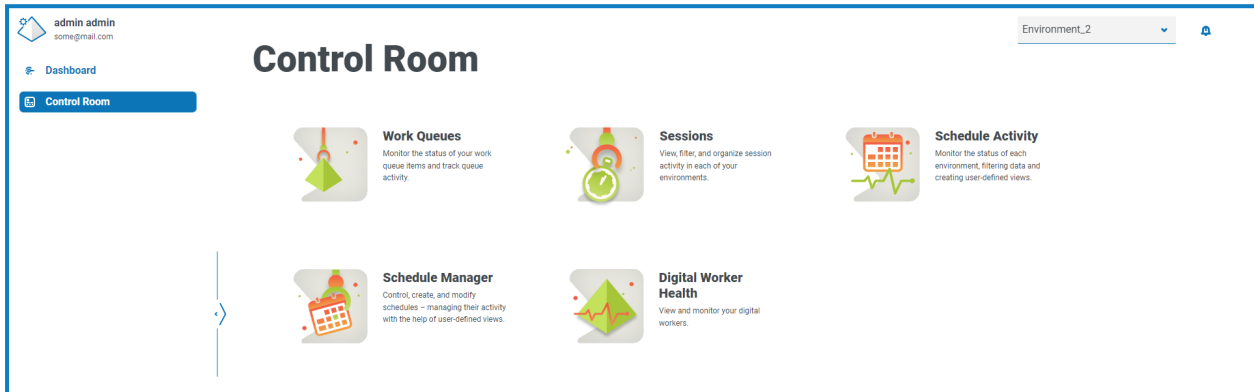 admin admin
some@mail.com
Dashboard
Control Room
Environment_2
Control Room
Work Queues
Monitor the status of your work
queue items and track queue
activity.
Sessions
View, filter, and organize session
activity in each of your
environments.
Schedule Activity
Monitor the status of each
environment, filtering data and
creating user-defined views.
Schedule Manager
Control, create, and modify
schedules – managing their activity
with the help of user-defined views.
Digital Worker
Health
View and monitor your digital
workers.